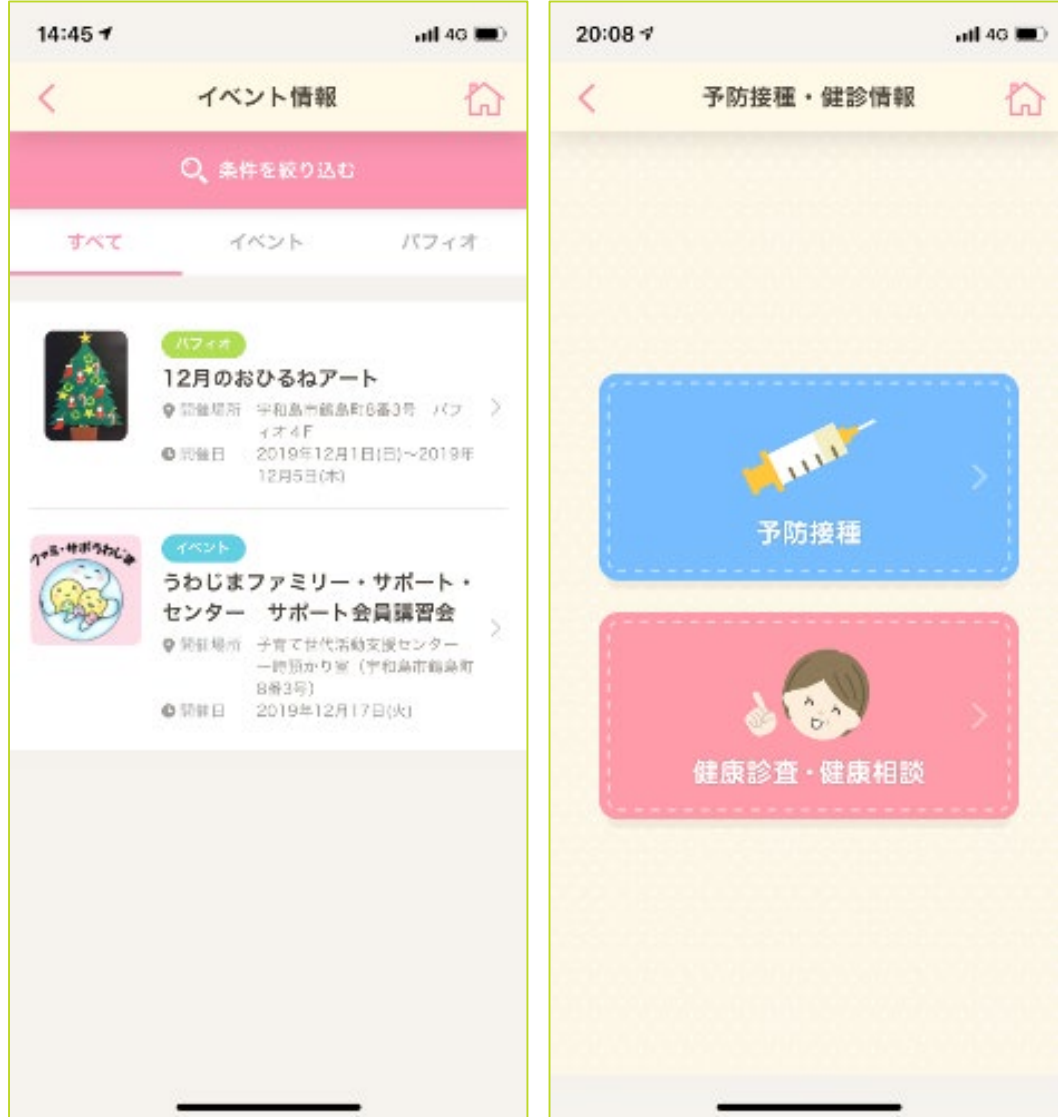 14:45
4G
イベント情報
条件を絞り込む
すべて イベント パフィオ
パフィオ
12月のおひるねアート
開催場所 宇和島市鶴島町8番3号 パフ
ィオ4F
開催日 2019年12月1日(日)～2019年
12月5日(木)
ファミ・サポうわじま
イベント
うわじまファミリー・サポート・
センター サポート会員講習会
開催場所 子育て世代活動支援センター
一時預かり室（宇和島市鶴島町
8番3号）
開催日 2019年12月17日(火)
20:08
4G
予防接種・健診情報
予防接種
健康診査・健康相談